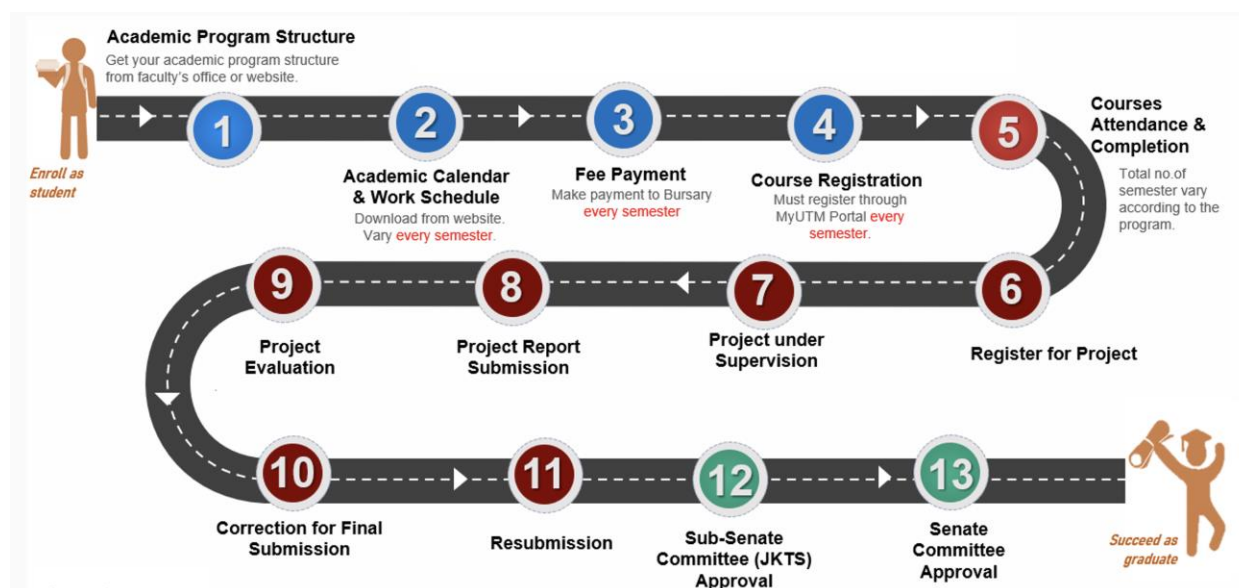 Academic Program Structure
Get your academic program structure
from faculty's office or website.
Enroll as
student
1
2
3
4
5
Academic Calendar
& Work Schedule
Download from website.
Vary every semester.
Fee Payment
Make payment to Bursary
every semester
Course Registration
Must register through
MyUTM Portal every
semester.
Courses
Attendance &
Completion
Total no.of
semester vary
according to the
program.
9
8
7
6
Project
Evaluation
Project Report
Submission
Project under
Supervision
Register for Project
10
11
12
13
Correction for Final
Submission
Resubmission
Sub-Senate
Committee (JKTS)
Approval
Senate
Committee
Approval
Succeed as
graduate